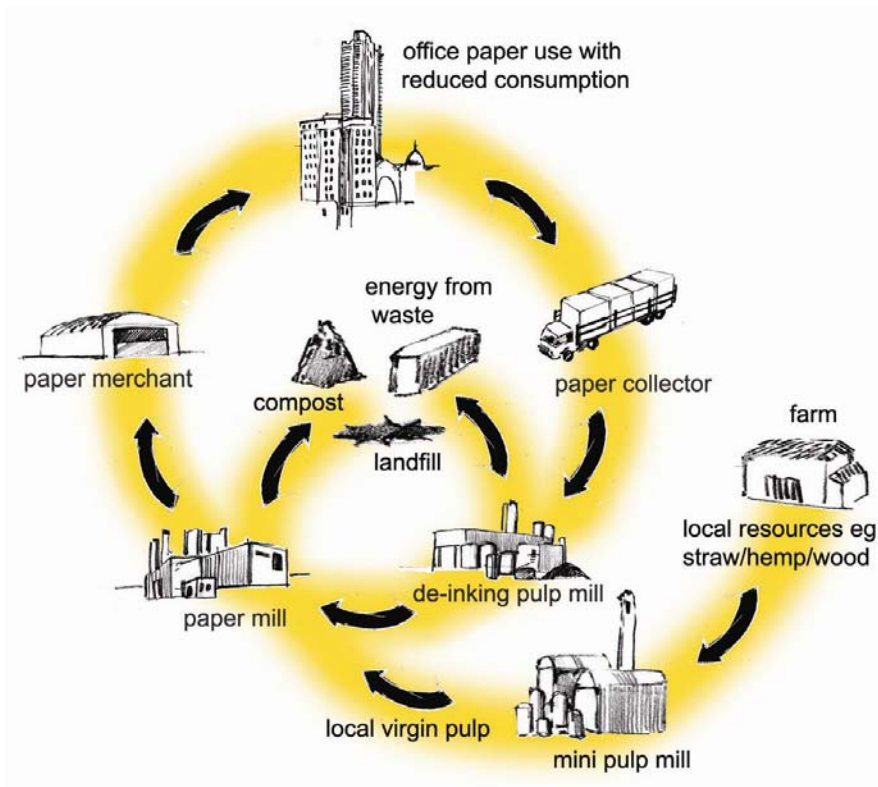 office paper use with
reduced consumption
energy from
waste
paper merchant
compost
paper collector
landfill
farm
local resources eg
straw/hemp/wood
de-inking pulp mill
paper mill
local virgin pulp
mini pulp mill